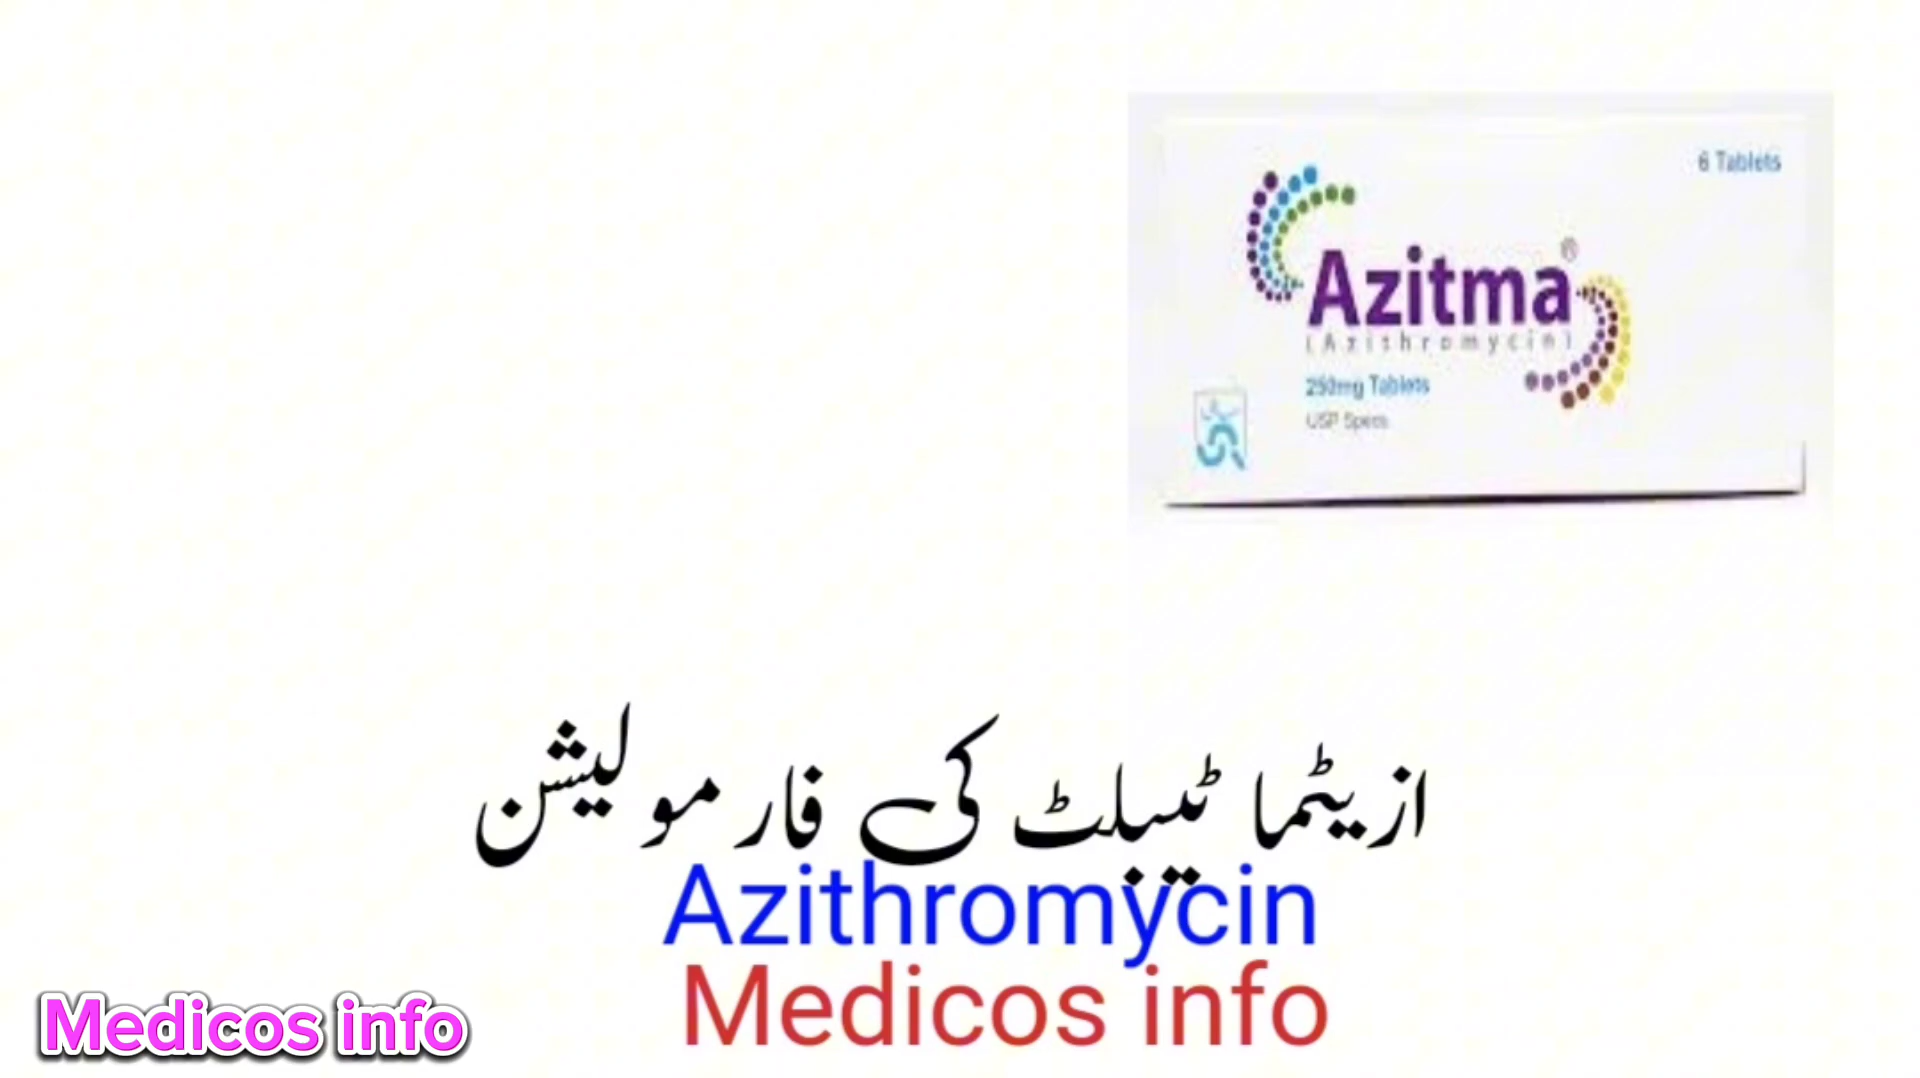 6 Tablets
Azitma®
(Azithromycin)
250mg Tablets
USP Specs
ازیٹما ٹیبلٹ کی فارمولیشن
Azithromycin
Medicos info
Medicos info